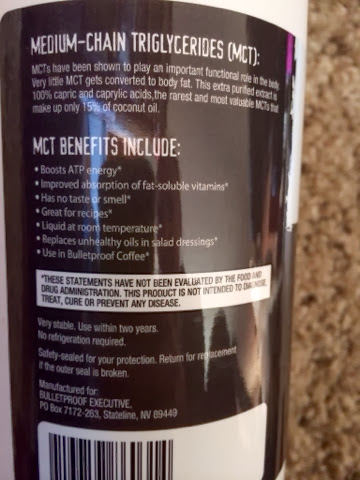 MEDIUM-CHAIN TRIGLYCERIDES (MCT):
MCTs have been shown to play an important functional role in the body.
Very little MCT gets converted to body fat. This extra purified extract is
100% capric and caprylic acids,the rarest and most valuable MCTs that
make up only 15% of coconut oil.
MCT BENEFITS INCLUDE:
• Boosts ATP energy*
• Improved absorption of fat-soluble vitamins*
• Has no taste or smell*
• Great for recipes*
• Liquid at room temperature*
• Replaces unhealthy oils in salad dressings*
• Use in Bulletproof Coffee*
*THESE STATEMENTS HAVE NOT BEEN EVALUATED BY THE FOOD AND
DRUG ADMINISTRATION. THIS PRODUCT IS NOT INTENDED TO DIAGNOSE,
TREAT, CURE OR PREVENT ANY DISEASE.
Very stable. Use within two years.
No refrigeration required.
Safety-sealed for your protection. Return for replacement
if the outer seal is broken.
Manufactured for:
BULLETPROOF EXECUTIVE,
PO Box 7172-263, Stateline, NV 89449